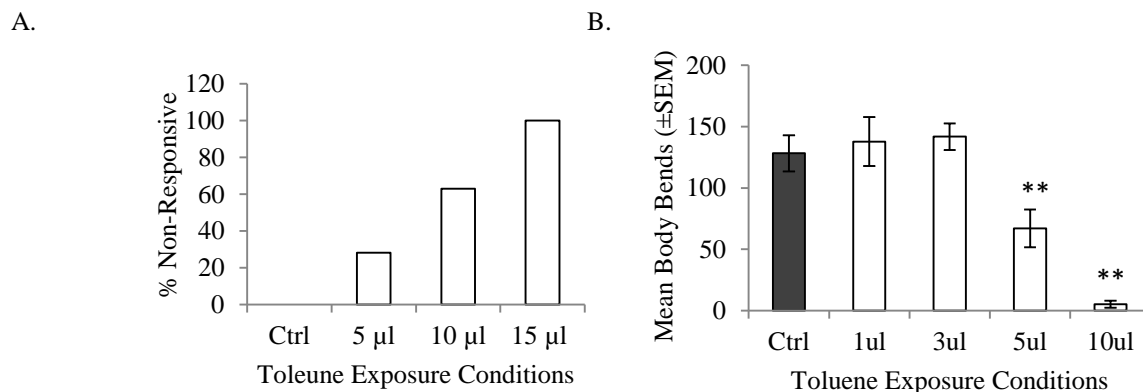 A.
% Non-Responsive
120
100
80
60
40
20
0
Ctrl 5 µl 10 µl 15 µl
Toleune Exposure Conditions
B.
Mean Body Bends (±SEM)
200
150
100
50
0
**
**
Ctrl 1ul 3ul 5ul 10ul
Toluene Exposure Conditions